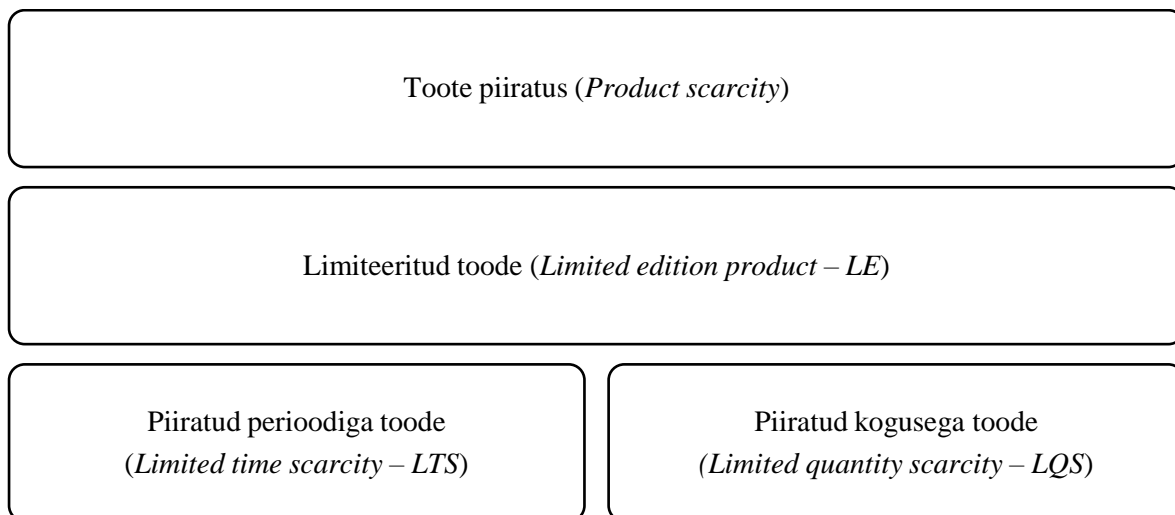 Toote piiratus (Product scarcity)
Limiteeritud toode (Limited edition product – LE)
Piiratud perioodiga toode
(Limited time scarcity – LTS)
Piiratud kogusega toode
(Limited quantity scarcity – LQS)